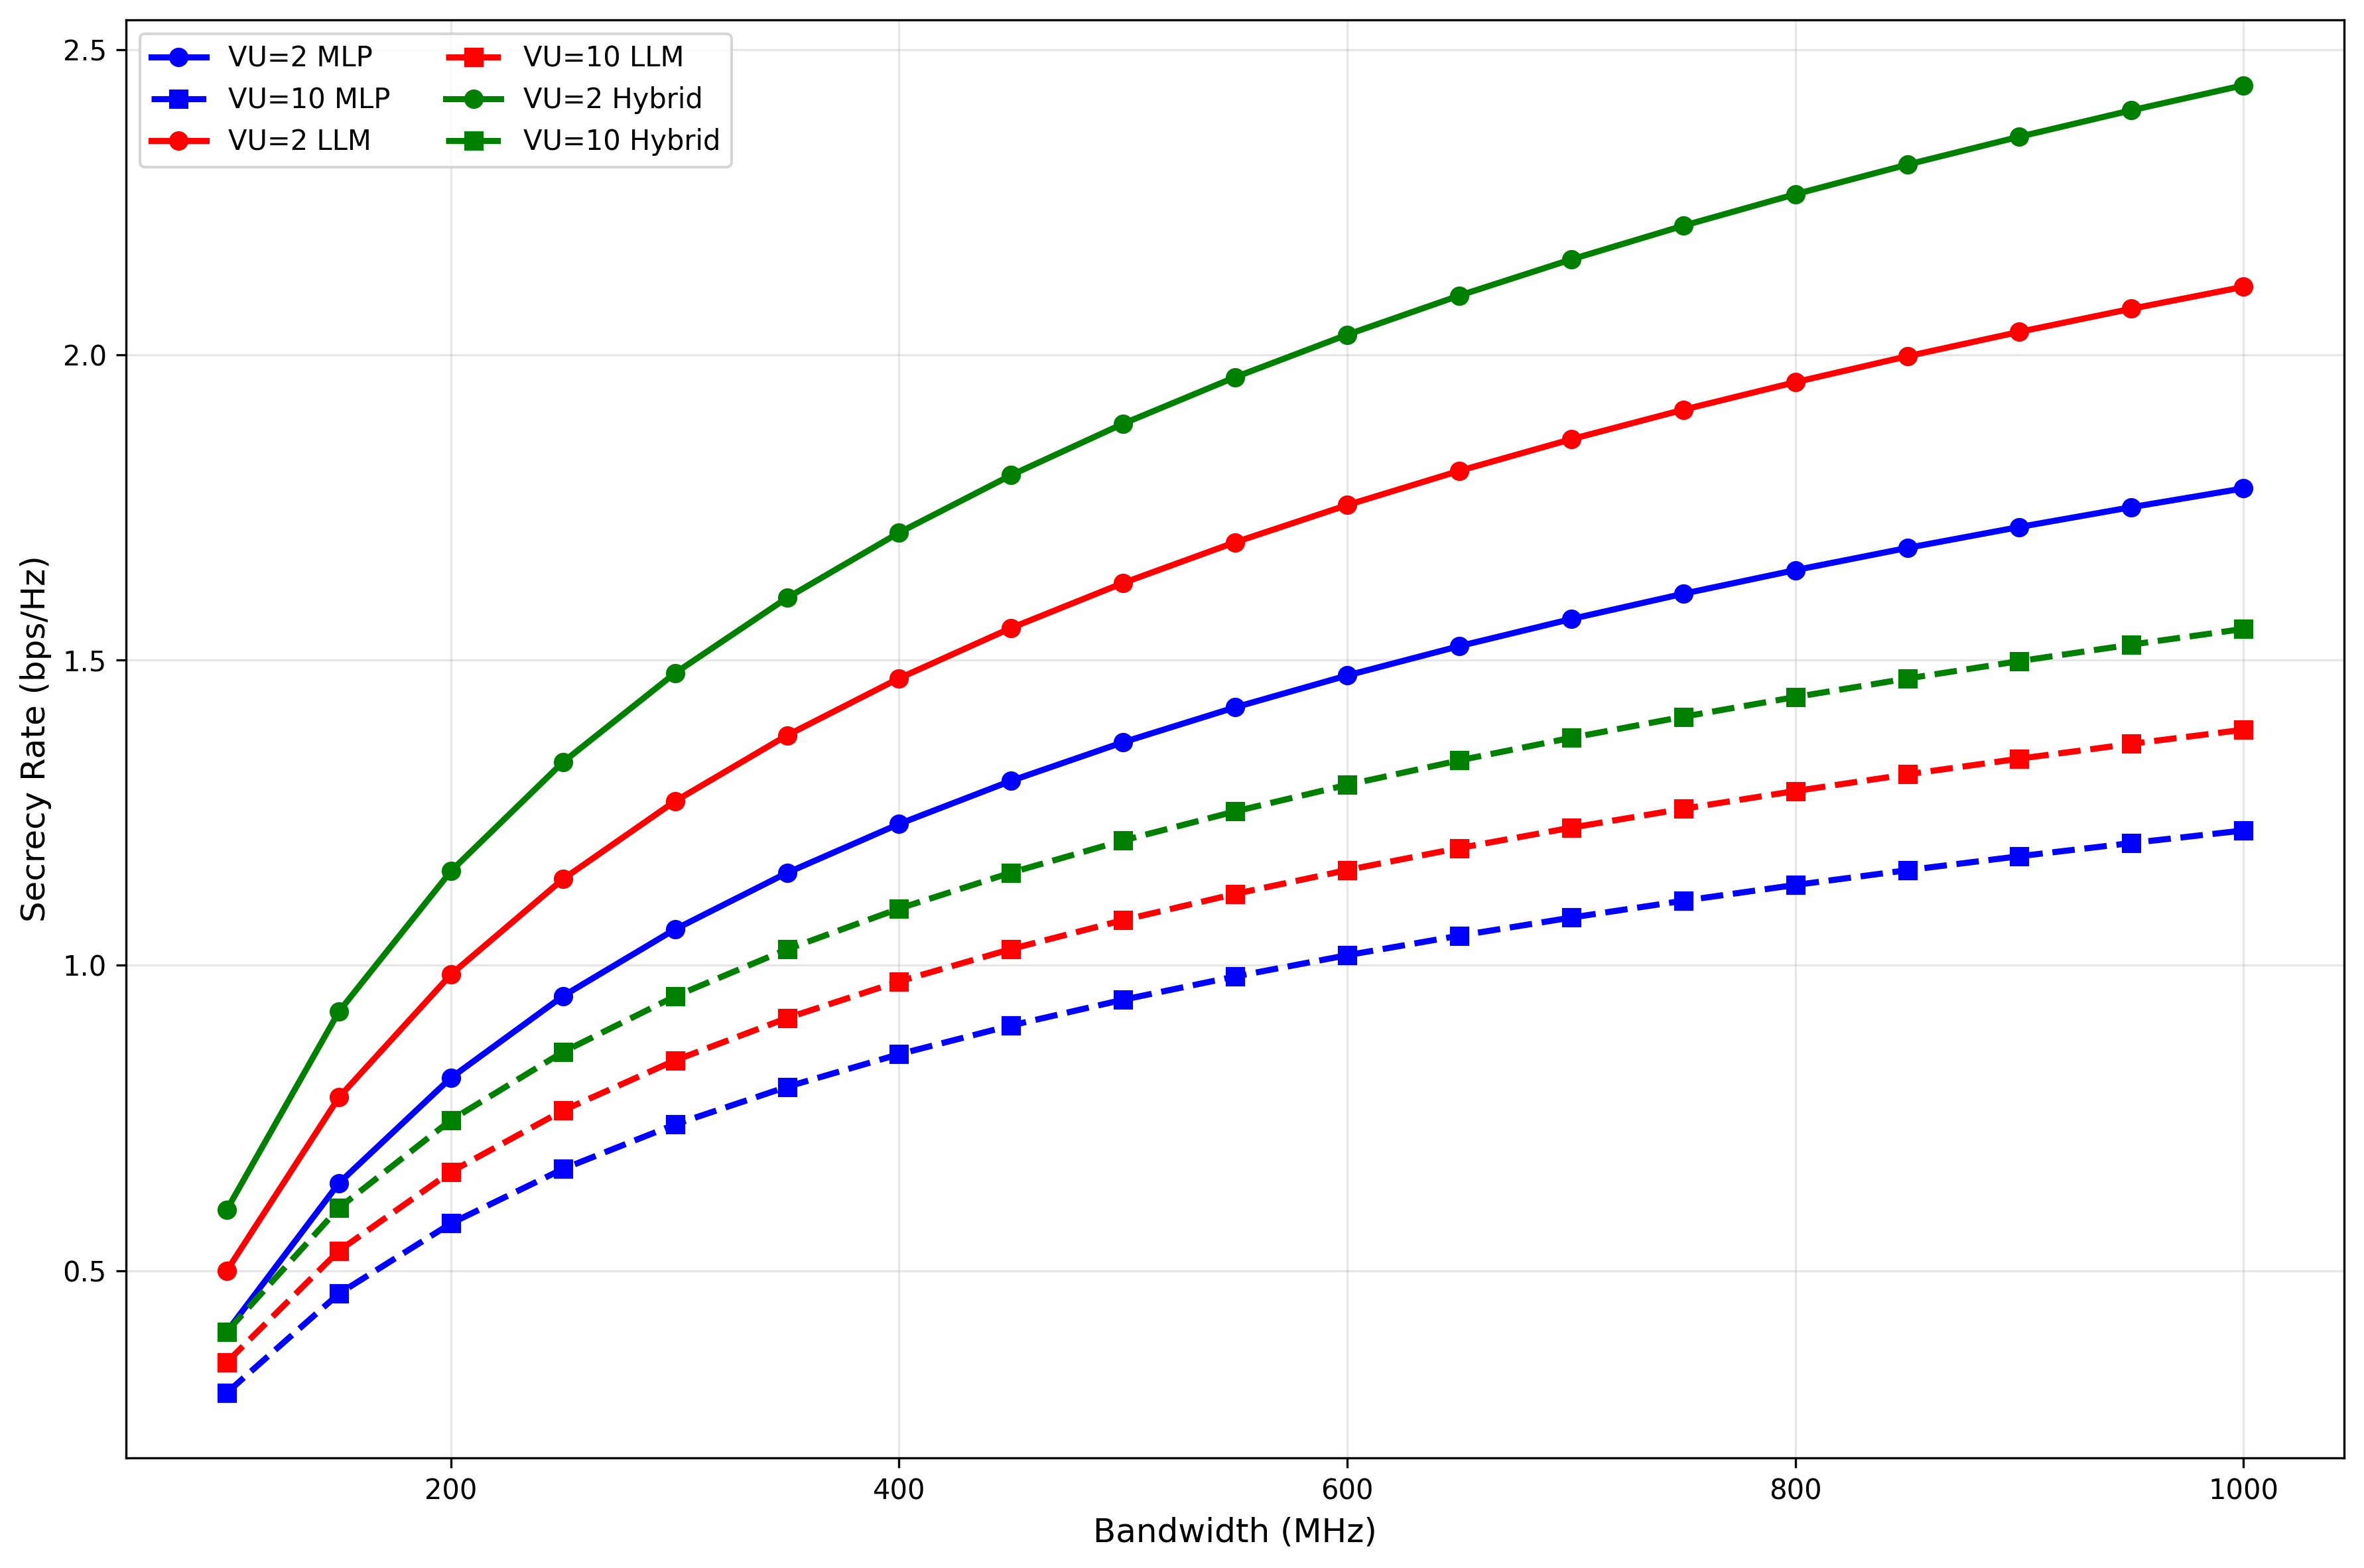 VU=2 MLP
VU=10 MLP
VU=2 LLM
VU=10 LLM
VU=2 Hybrid
VU=10 Hybrid
2.5
2.0
1.5
1.0
0.5
Secrecy Rate (bps/Hz)
200 400 600 800 1000
Bandwidth (MHz)